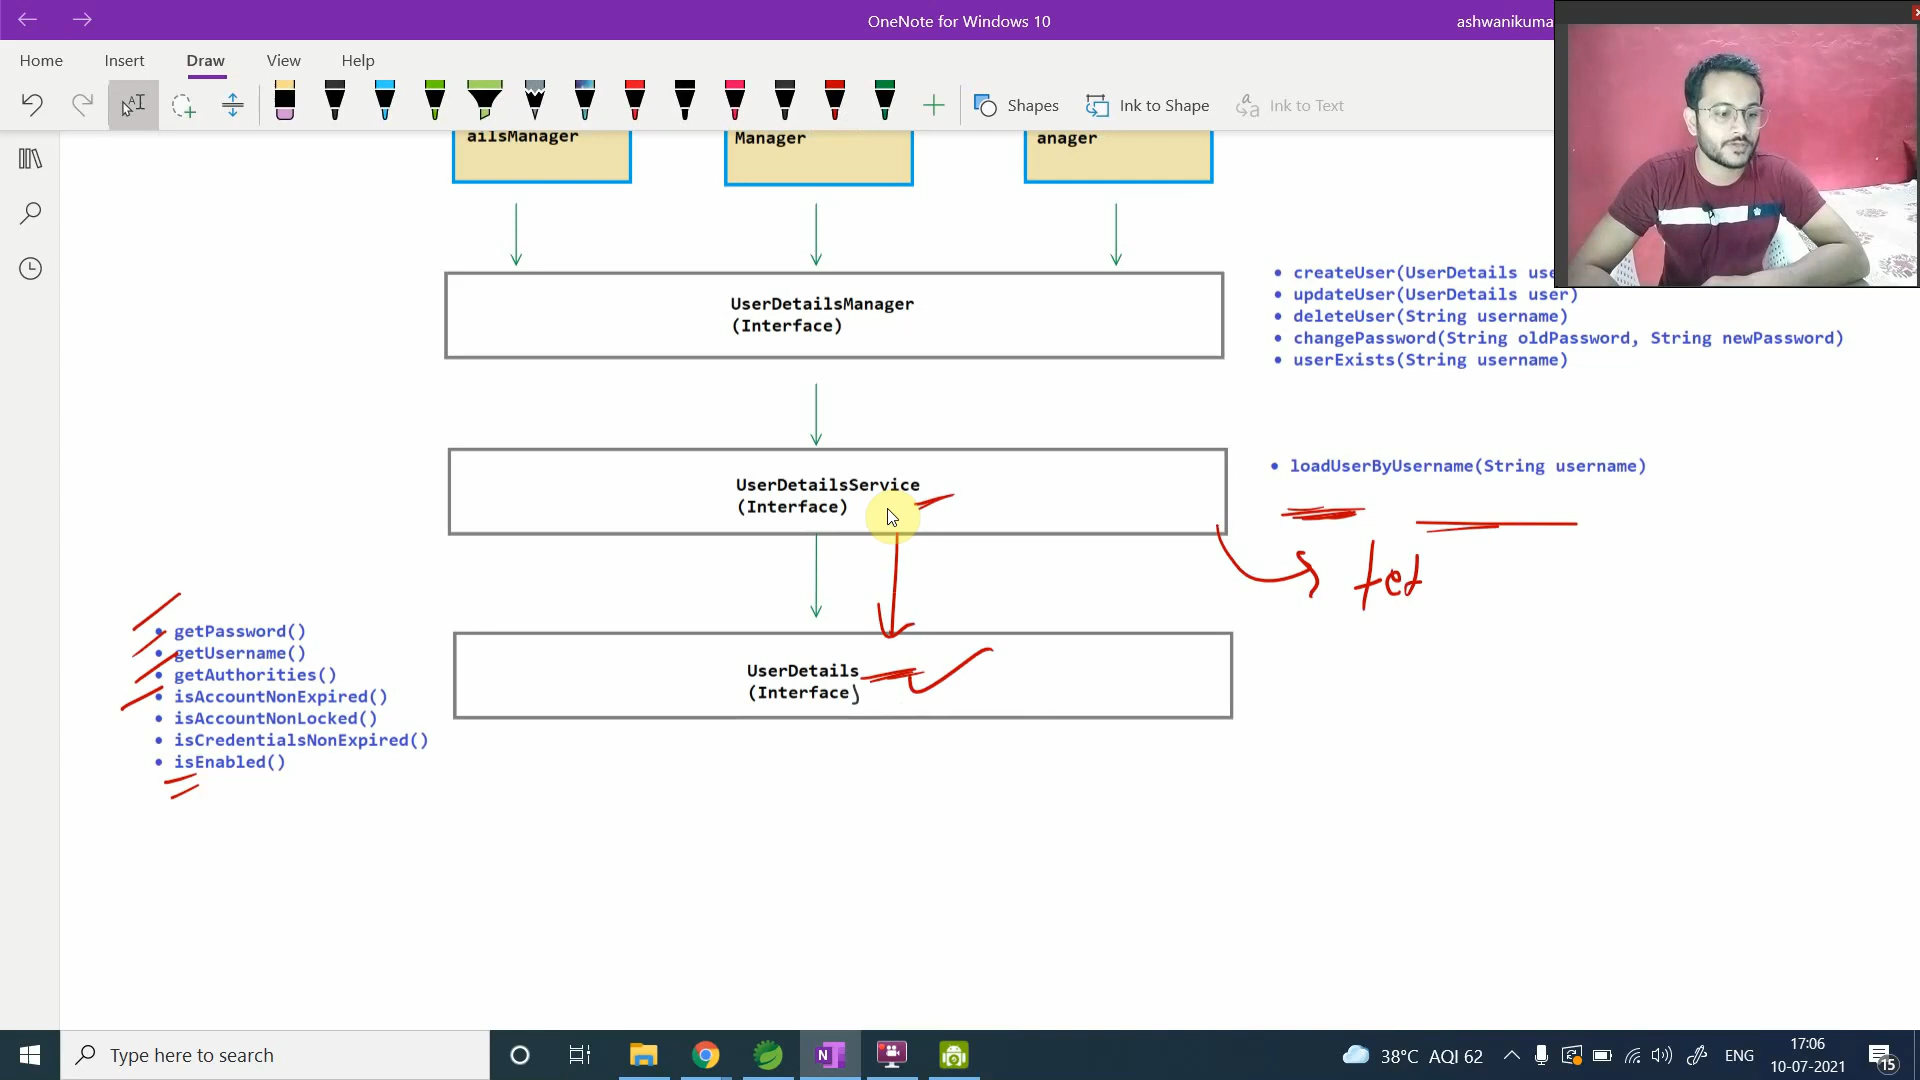 OneNote for Windows 10
ashwanikuma
Home Insert Draw View Help
Shapes Ink to Shape Ink to Text
ailsManager
Manager
anager
UserDetailsManager
(Interface)
createUser(UserDetails use
updateUser(UserDetails user)
deleteUser(String username)
changePassword(String oldPassword, String newPassword)
userExists(String username)
UserDetailsService
(Interface)
loadUserByUsername(String username)
getPassword()
getUsername()
getAuthorities()
isAccountNonExpired()
isAccountNonLocked()
isCredentialsNonExpired()
isEnabled()
UserDetails
(Interface)
Type here to search
38°C AQI 62
ENG
17:06
10-07-2021
15